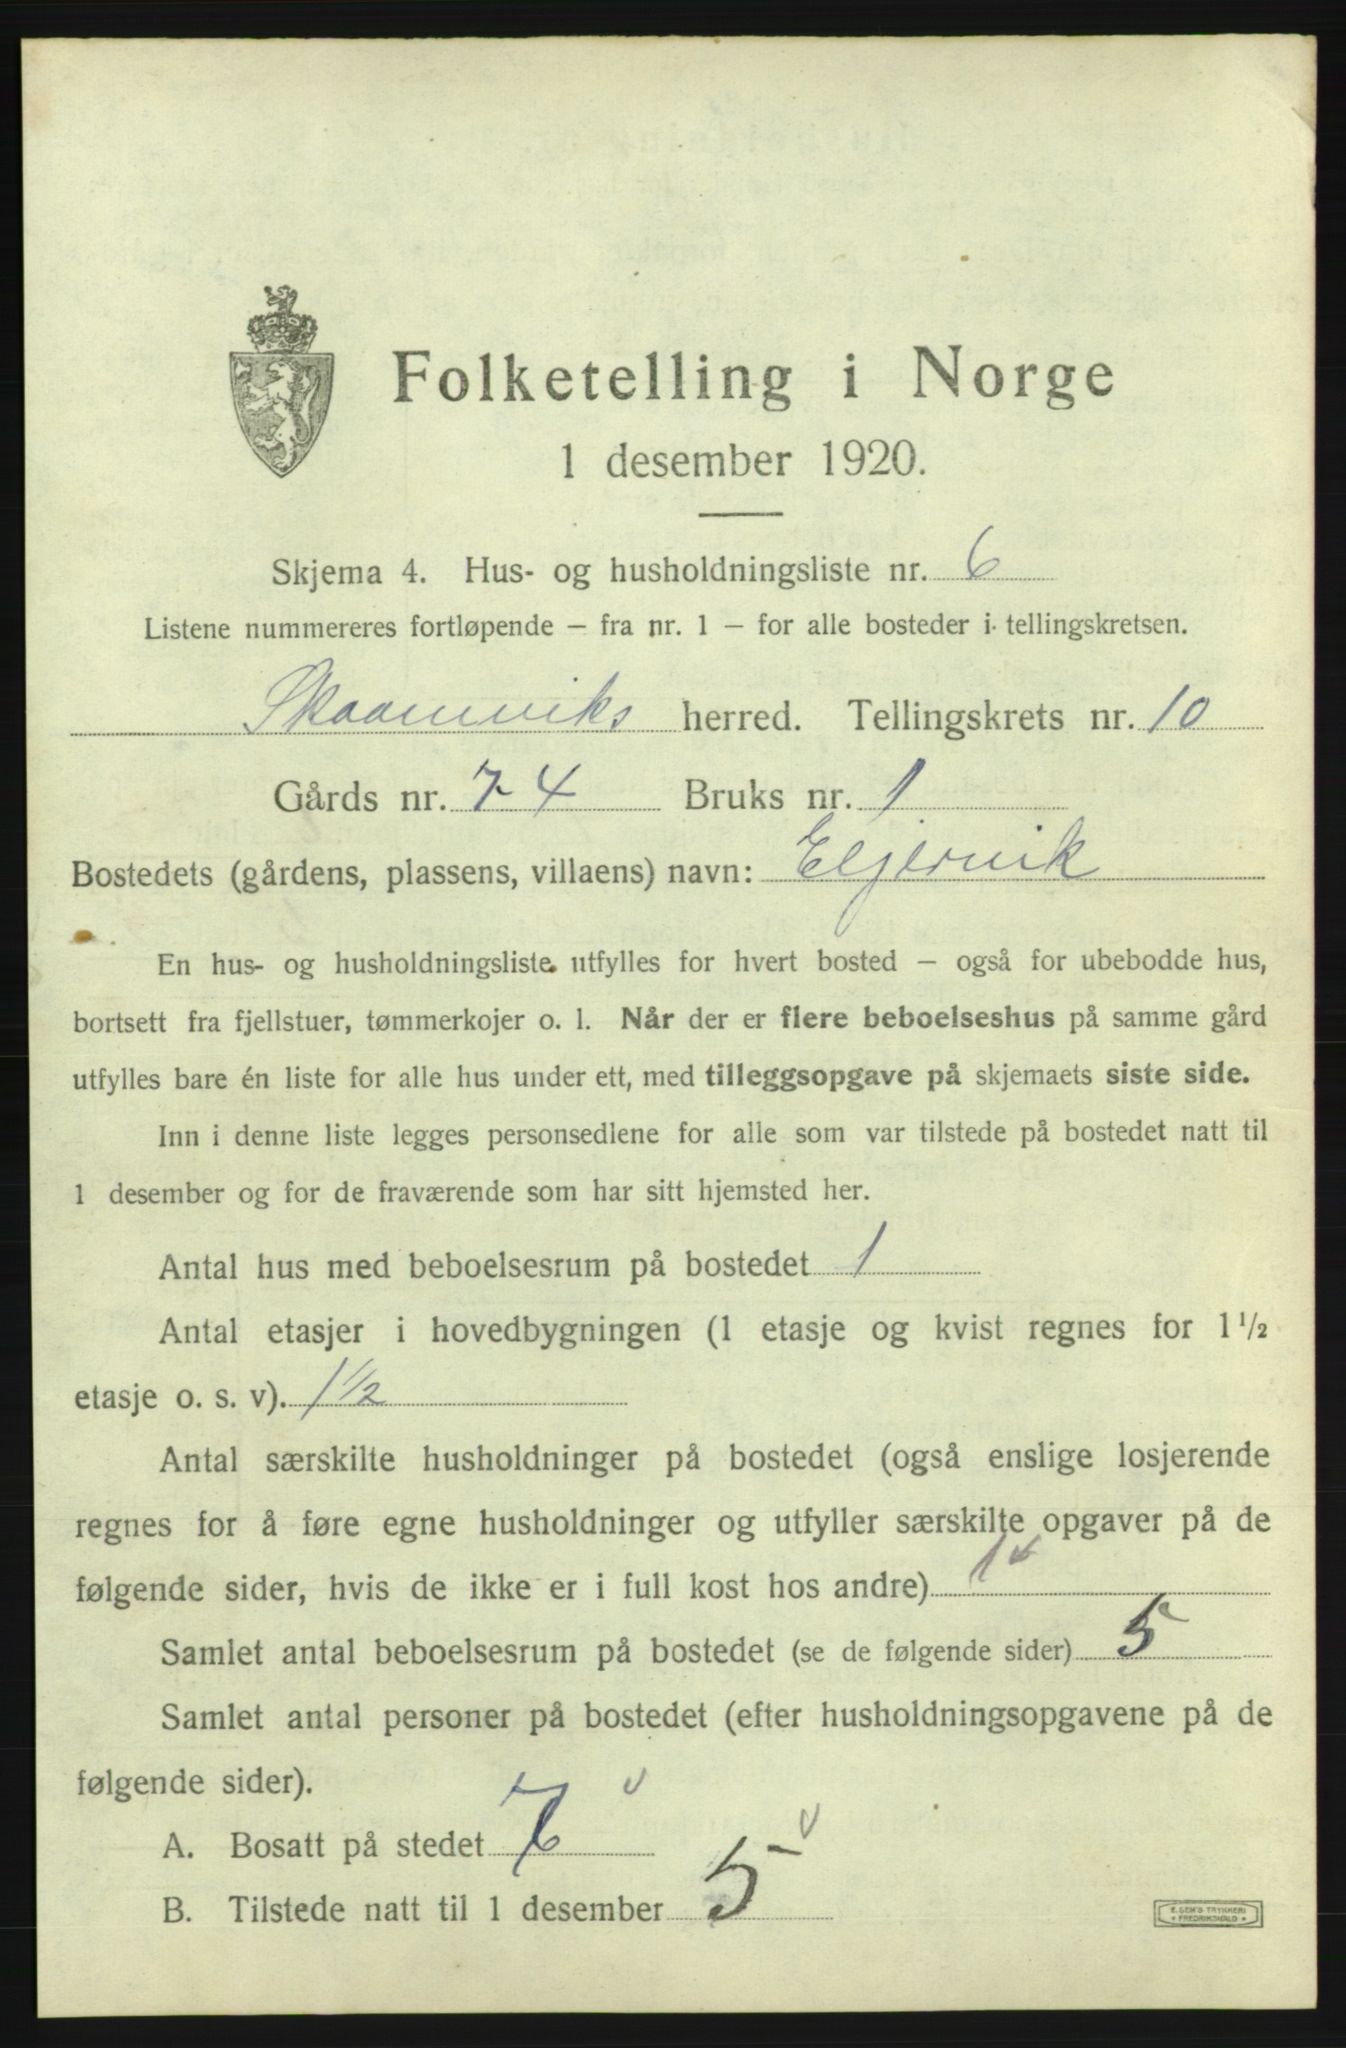 Folketelling i Norge
1 desember 1920.
Skjema 4. Hus- og husholdningsliste nr. 6
Listene nummereres fortløpende – fra nr. 1 – for alle bosteder i tellingskretsen.
Skaaneviks herred. Tellingskrets nr. 10
Gårds nr. 74 Bruks nr. 1
Bostedets (gårdens, plassens, villaens) navn: Eljervik
En hus- og husholdningsliste utfylles for hvert bosted – også for ubebodde hus,
bortsett fra fjellstuer, tømmerkojer o. l. Når der er flere beboelseshus på samme gård
utfylles bare én liste for alle hus under ett, med tilleggsopgave på skjemaets siste side.
Inn i denne liste legges personsedlene for alle som var tilstede på bostedet natt til
1 desember og for de fraværende som har sitt hjemsted her.
Antal hus med beboelsesrum på bostedet 1
Antal etasjer i hovedbygningen (1 etasje og kvist regnes for 1 1/2
etasje o. s. v). 1 1/2
Antal særskilte husholdninger på bostedet (også enslige losjerende
regnes for å føre egne husholdninger og utfyller særskilte opgaver på de
følgende sider, hvis de ikke er i full kost hos andre) 1
Samlet antal beboelsesrum på bostedet (se de følgende sider) 5
Samlet antal personer på bostedet (efter husholdningsopgavene på de
følgende sider).
A. Bosatt på stedet
B. Tilstede natt til 1 desember 5
E. SEM'S TRYKKERI
FREDRIKSHALD